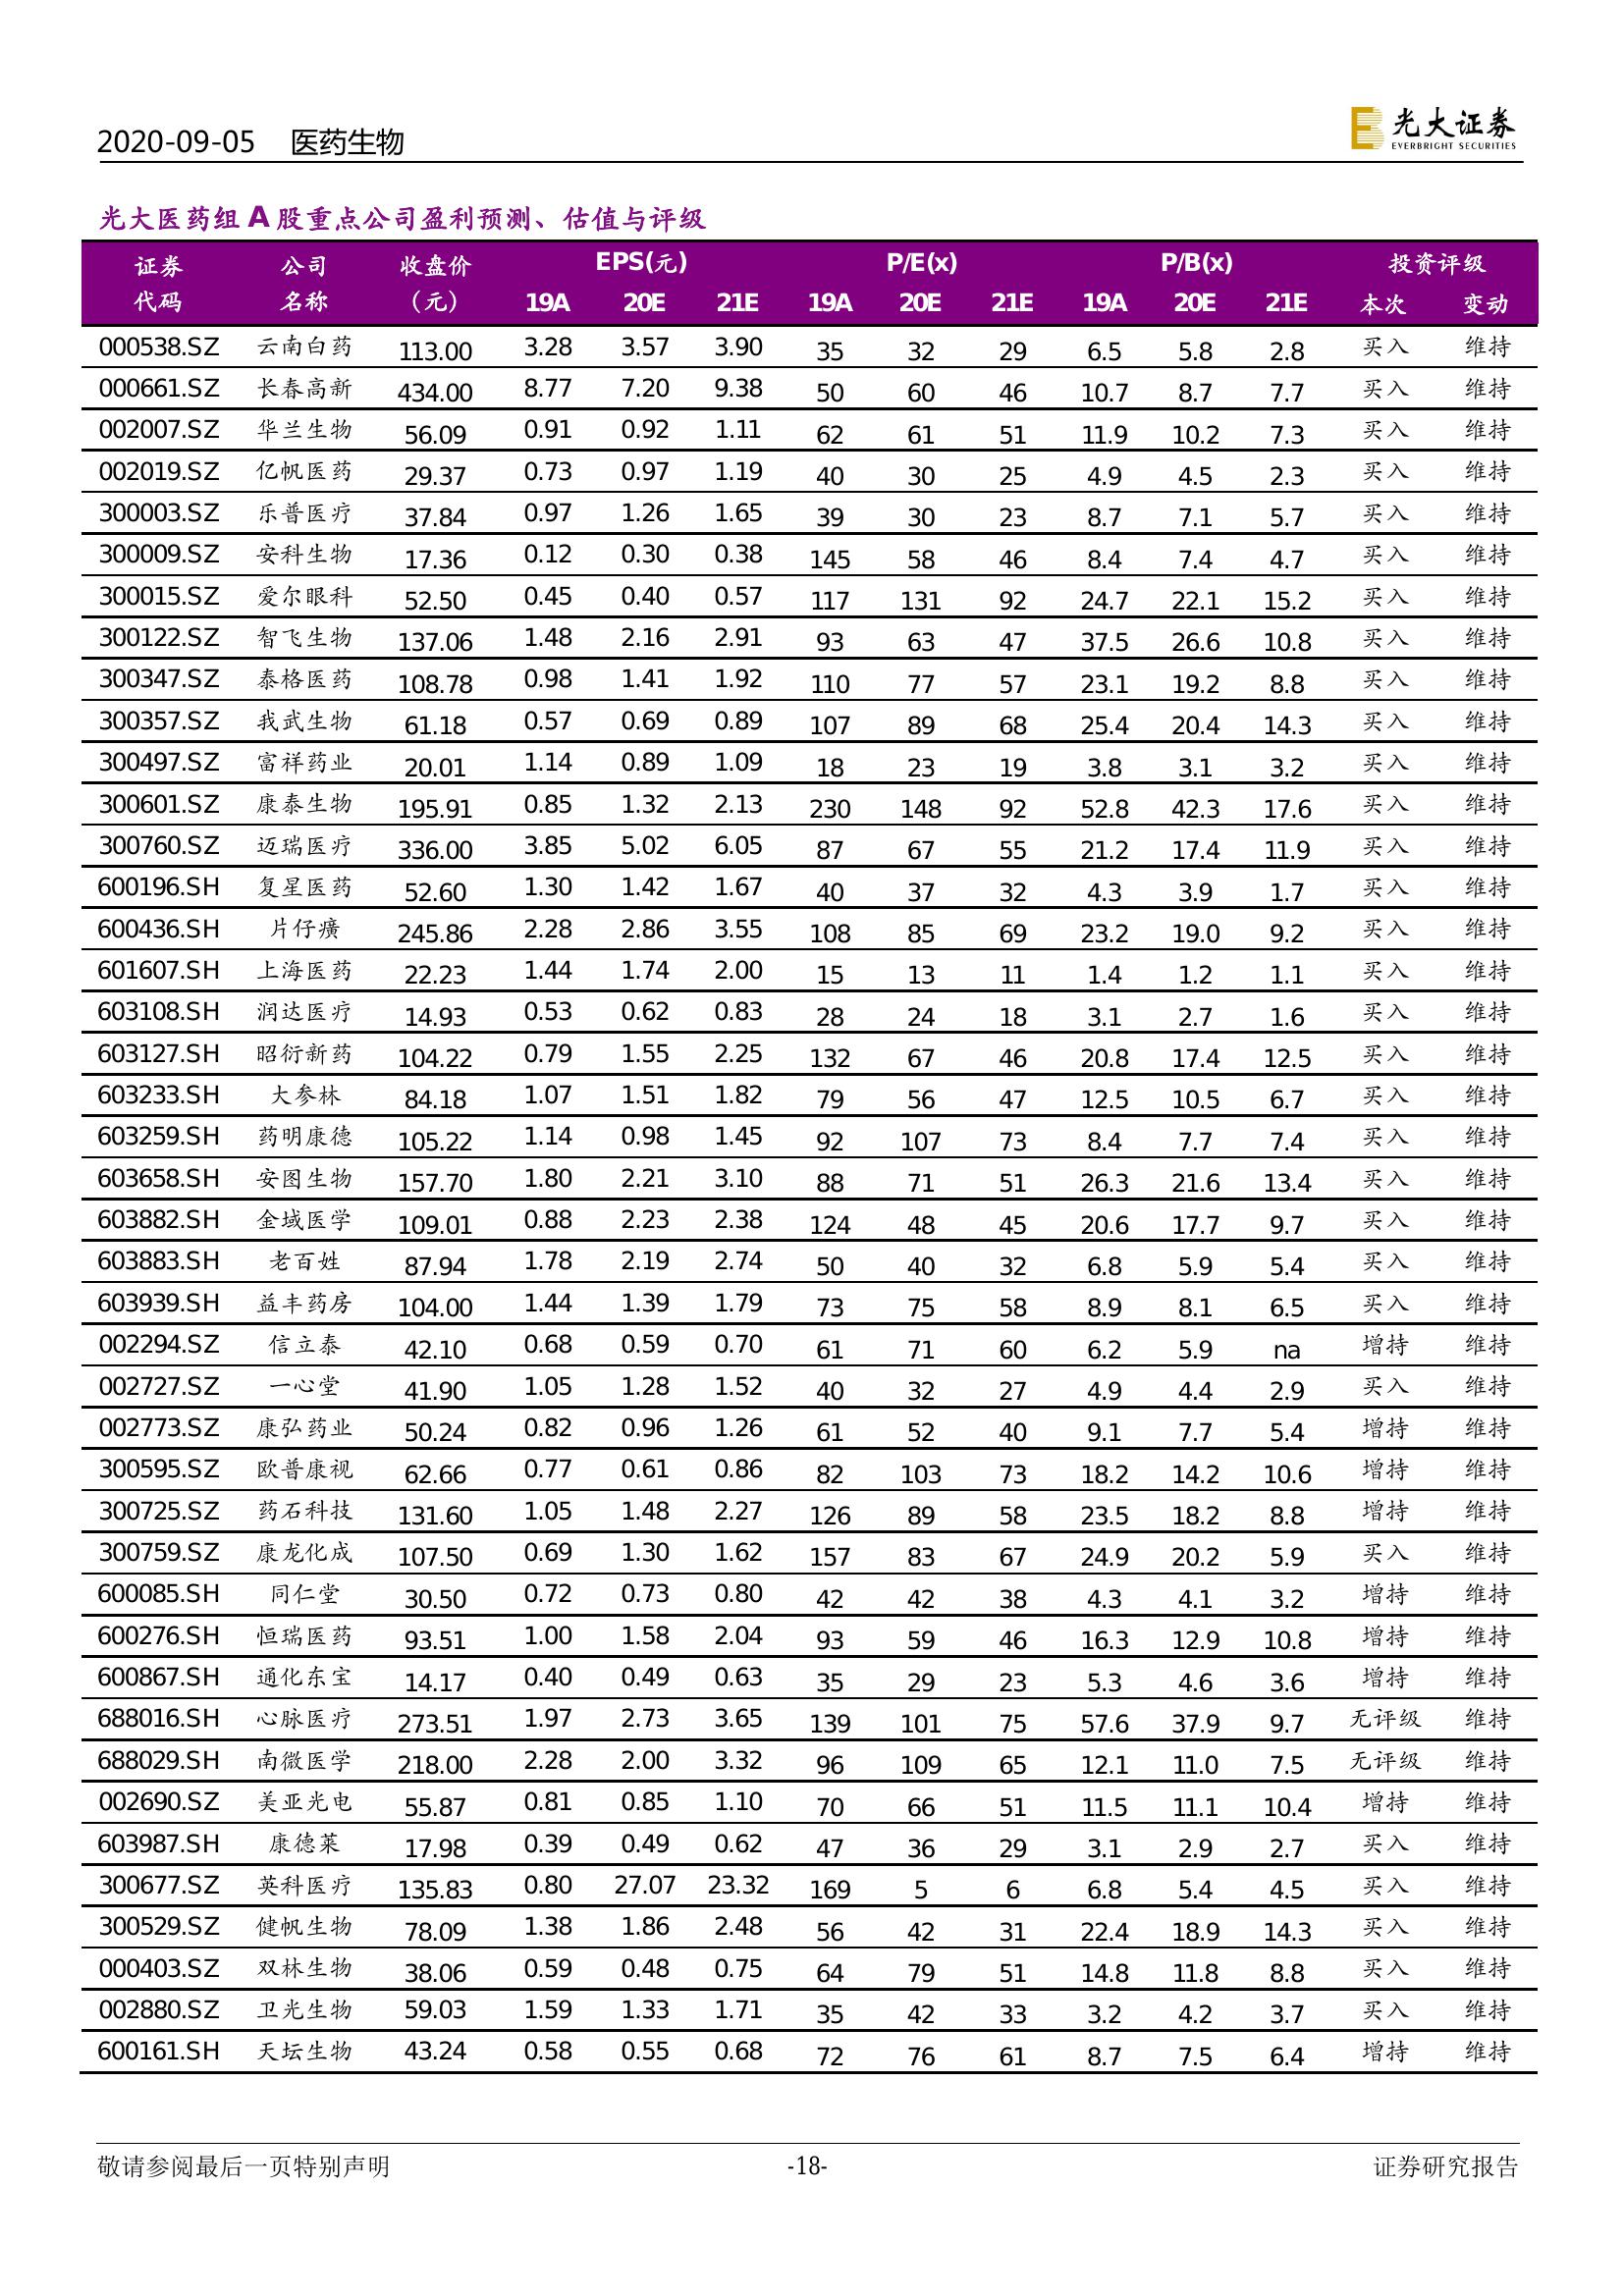 2020-09-05 医药生物
光大证券
EVERBRIGHT SECURITIES
光大医药组 A 股重点公司盈利预测、估值与评级
证券 公司 收盘价 EPS(元) P/E(x) P/B(x) 投资评级
代码 名称 （元） 19A 20E 21E 19A 20E 21E 19A 20E 21E 本次 变动
000538.SZ 云南白药 113.00 3.28 3.57 3.90 35 32 29 6.5 5.8 2.8 买入 维持
000661.SZ 长春高新 434.00 8.77 7.20 9.38 50 60 46 10.7 8.7 7.7 买入 维持
002007.SZ 华兰生物 56.09 0.91 0.92 1.11 62 61 51 11.9 10.2 7.3 买入 维持
002019.SZ 亿帆医药 29.37 0.73 0.97 1.19 40 30 25 4.9 4.5 2.3 买入 维持
300003.SZ 乐普医疗 37.84 0.97 1.26 1.65 39 30 23 8.7 7.1 5.7 买入 维持
300009.SZ 安科生物 17.36 0.12 0.30 0.38 145 58 46 8.4 7.4 4.7 买入 维持
300015.SZ 爱尔眼科 52.50 0.45 0.40 0.57 117 131 92 24.7 22.1 15.2 买入 维持
300122.SZ 智飞生物 137.06 1.48 2.16 2.91 93 63 47 37.5 26.6 10.8 买入 维持
300347.SZ 泰格医药 108.78 0.98 1.41 1.92 110 77 57 23.1 19.2 8.8 买入 维持
300357.SZ 我武生物 61.18 0.57 0.69 0.89 107 89 68 25.4 20.4 14.3 买入 维持
300497.SZ 富祥药业 20.01 1.14 0.89 1.09 18 23 19 3.8 3.1 3.2 买入 维持
300601.SZ 康泰生物 195.91 0.85 1.32 2.13 230 148 92 52.8 42.3 17.6 买入 维持
300760.SZ 迈瑞医疗 336.00 3.85 5.02 6.05 87 67 55 21.2 17.4 11.9 买入 维持
600196.SH 复星医药 52.60 1.30 1.42 1.67 40 37 32 4.3 3.9 1.7 买入 维持
600436.SH 片仔癀 245.86 2.28 2.86 3.55 108 85 69 23.2 19.0 9.2 买入 维持
601607.SH 上海医药 22.23 1.44 1.74 2.00 15 13 11 1.4 1.2 1.1 买入 维持
603108.SH 润达医疗 14.93 0.53 0.62 0.83 28 24 18 3.1 2.7 1.6 买入 维持
603127.SH 昭衍新药 104.22 0.79 1.55 2.25 132 67 46 20.8 17.4 12.5 买入 维持
603233.SH 大参林 84.18 1.07 1.51 1.82 79 56 47 12.5 10.5 6.7 买入 维持
603259.SH 药明康德 105.22 1.14 0.98 1.45 92 107 73 8.4 7.7 7.4 买入 维持
603658.SH 安图生物 157.70 1.80 2.21 3.10 88 71 51 26.3 21.6 13.4 买入 维持
603882.SH 金域医学 109.01 0.88 2.23 2.38 124 48 45 20.6 17.7 9.7 买入 维持
603883.SH 老百姓 87.94 1.78 2.19 2.74 50 40 32 6.8 5.9 5.4 买入 维持
603939.SH 益丰药房 104.00 1.44 1.39 1.79 73 75 58 8.9 8.1 6.5 买入 维持
002294.SZ 信立泰 42.10 0.68 0.59 0.70 61 71 60 6.2 5.9 na 增持 维持
002727.SZ 一心堂 41.90 1.05 1.28 1.52 40 32 27 4.9 4.4 2.9 买入 维持
002773.SZ 康弘药业 50.24 0.82 0.96 1.26 61 52 40 9.1 7.7 5.4 增持 维持
300595.SZ 欧普康视 62.66 0.77 0.61 0.86 82 103 73 18.2 14.2 10.6 增持 维持
300725.SZ 药石科技 131.60 1.05 1.48 2.27 126 89 58 23.5 18.2 8.8 增持 维持
300759.SZ 康龙化成 107.50 0.69 1.30 1.62 157 83 67 24.9 20.2 5.9 买入 维持
600085.SH 同仁堂 30.50 0.72 0.73 0.80 42 42 38 4.3 4.1 3.2 增持 维持
600276.SH 恒瑞医药 93.51 1.00 1.58 2.04 93 59 46 16.3 12.9 10.8 增持 维持
600867.SH 通化东宝 14.17 0.40 0.49 0.63 35 29 23 5.3 4.6 3.6 增持 维持
688016.SH 心脉医疗 273.51 1.97 2.73 3.65 139 101 75 57.6 37.9 9.7 无评级 维持
688029.SH 南微医学 218.00 2.28 2.00 3.32 96 109 65 12.1 11.0 7.5 无评级 维持
002690.SZ 美亚光电 55.87 0.81 0.85 1.10 70 66 51 11.5 11.1 10.4 增持 维持
603987.SH 康德莱 17.98 0.39 0.49 0.62 47 36 29 3.1 2.9 2.7 买入 维持
300677.SZ 英科医疗 135.83 0.80 27.07 23.32 169 5 6 6.8 5.4 4.5 买入 维持
300529.SZ 健帆生物 78.09 1.38 1.86 2.48 56 42 31 22.4 18.9 14.3 买入 维持
000403.SZ 双林生物 38.06 0.59 0.48 0.75 64 79 51 14.8 11.8 8.8 买入 维持
002880.SZ 卫光生物 59.03 1.59 1.33 1.71 35 42 33 3.2 4.2 3.7 买入 维持
600161.SH 天坛生物 43.24 0.58 0.55 0.68 72 76 61 8.7 7.5 6.4 增持 维持
敬请参阅最后一页特别声明 -18- 证券研究报告